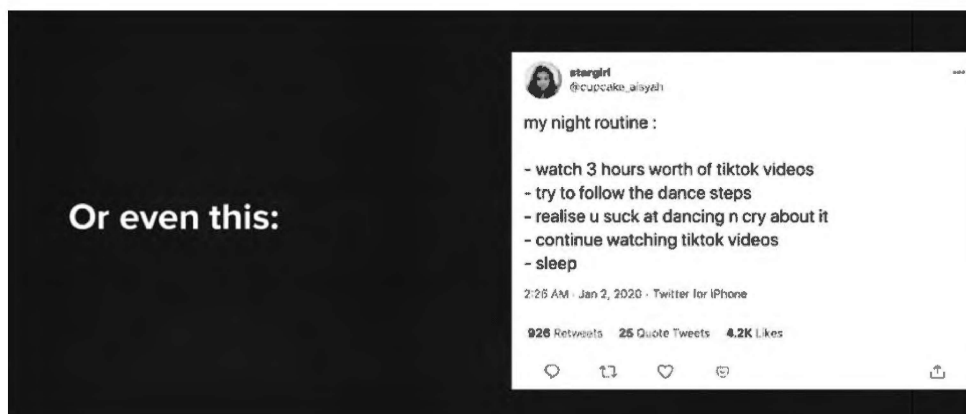 Or even this:
stargirl
@cupcake_aisyah
my night routine :
- watch 3 hours worth of tiktok videos
- try to follow the dance steps
- realise u suck at dancing n cry about it
- continue watching tiktok videos
- sleep
2:26 AM · Jan 2, 2020 · Twitter for iPhone
926 Retweets 25 Quote Tweets 4.2K Likes